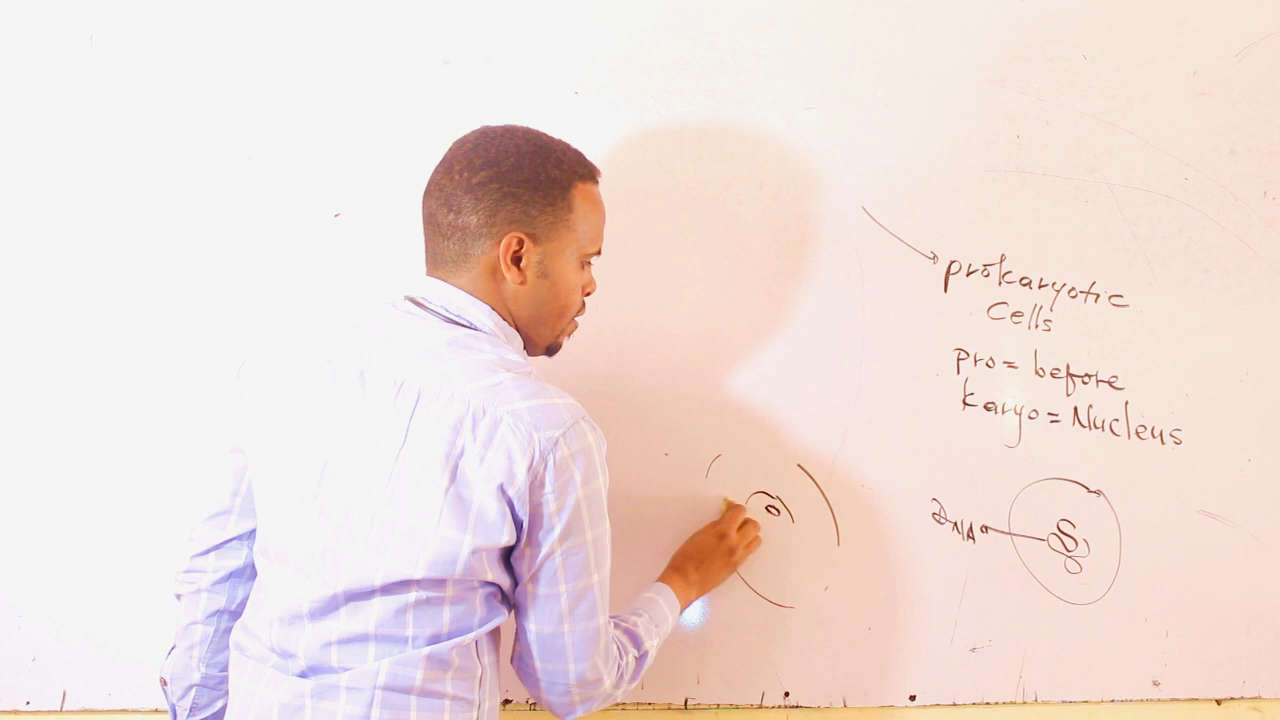 prokaryotic
Cells
pro = before
karyo = Nucleus
DNA